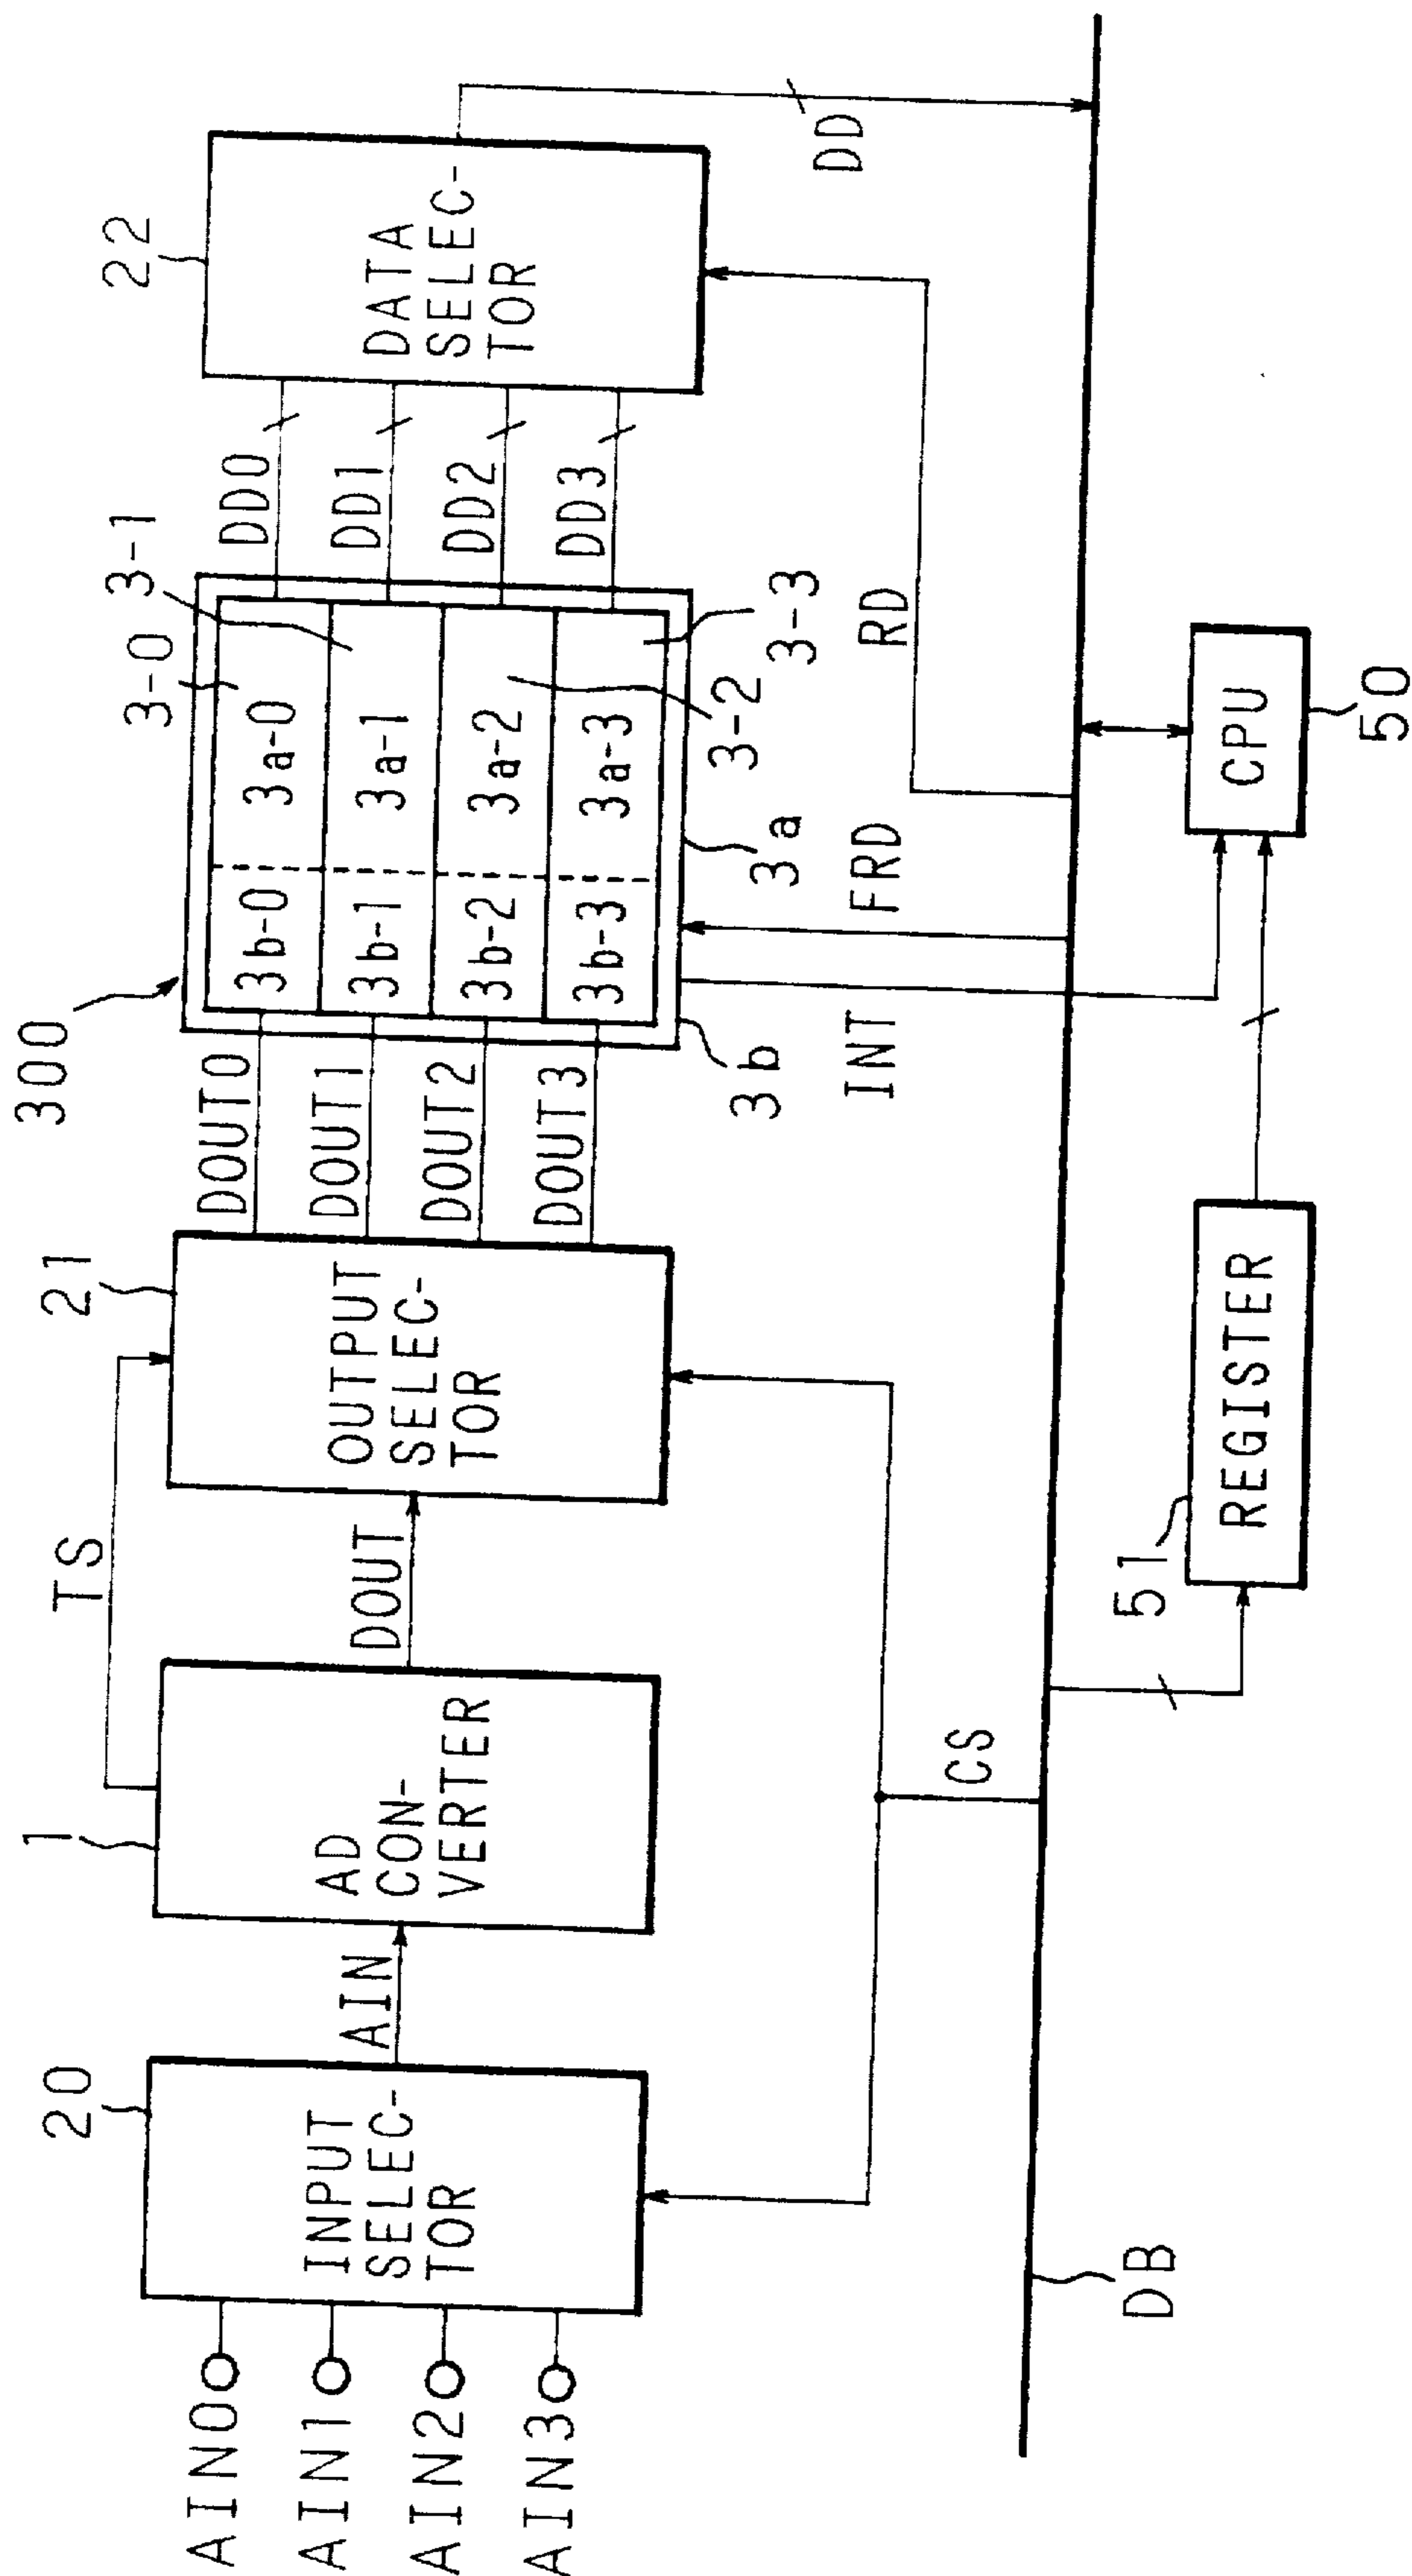 AIN0
AIN1
AIN2
AIN3
20
INPUT
SELEC-
TOR
AIN
1
AD
CON-
VERTER
TS
DOUT
21
OUTPUT
SELEC-
TOR
DOUT0
DOUT1
DOUT2
DOUT3
300
3b-0
3a-0
3b-1
3a-1
3b-2
3a-2
3b-3
3a-3
3-0
3-1
3-2
3-3
3b
3a
DD0
DD1
DD2
DD3
22
DATA
SELEC-
TOR
DD
CS
INT
FRD
RD
DB
51
REGISTER
CPU
50